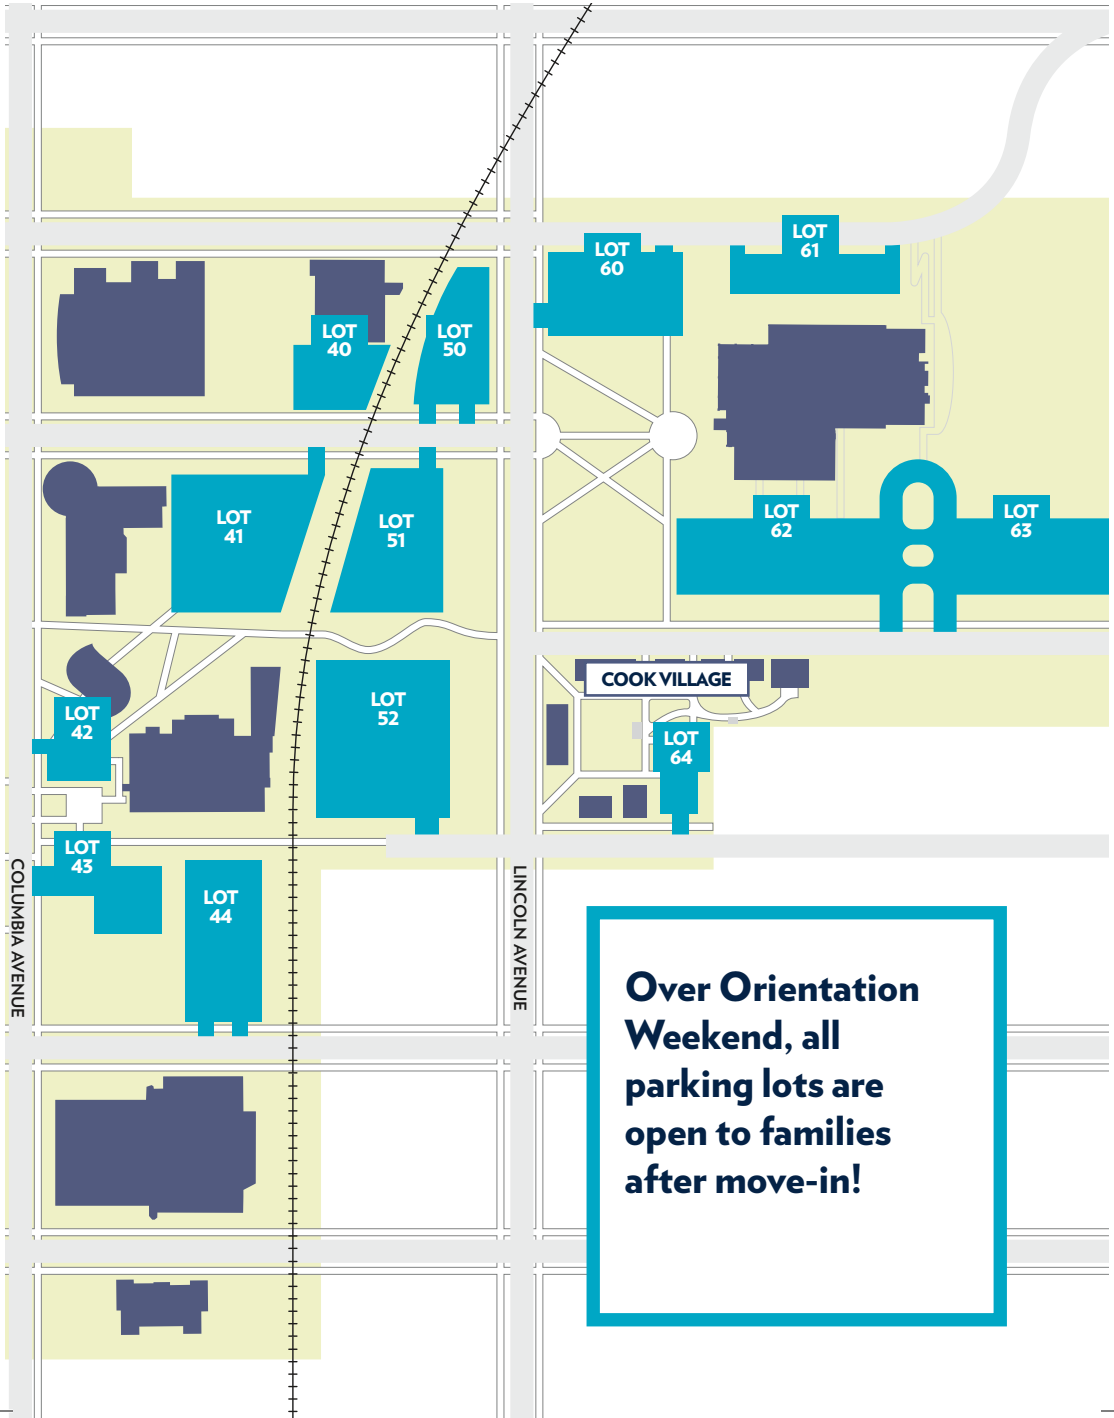 LOT
61
LOT
60
LOT
40
LOT
50
LOT
41
LOT
51
LOT
62
LOT
63
COOK VILLAGE
LOT
42
LOT
52
LOT
64
LOT
43
LOT
44
COLUMBIA AVENUE
LINCOLN AVENUE
Over Orientation
Weekend, all
parking lots are
open to families
after move-in!